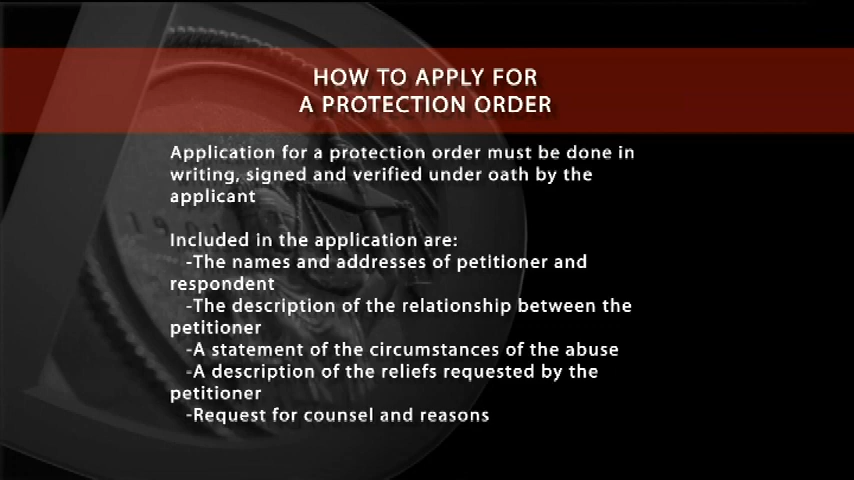 HOW TO APPLY FOR
A PROTECTION ORDER
Application for a protection order must be done in
writing, signed and verified under oath by the
applicant
Included in the application are:
-The names and addresses of petitioner and
respondent
-The description of the relationship between the
petitioner
-A statement of the circumstances of the abuse
-A description of the reliefs requested by the
petitioner
-Request for counsel and reasons